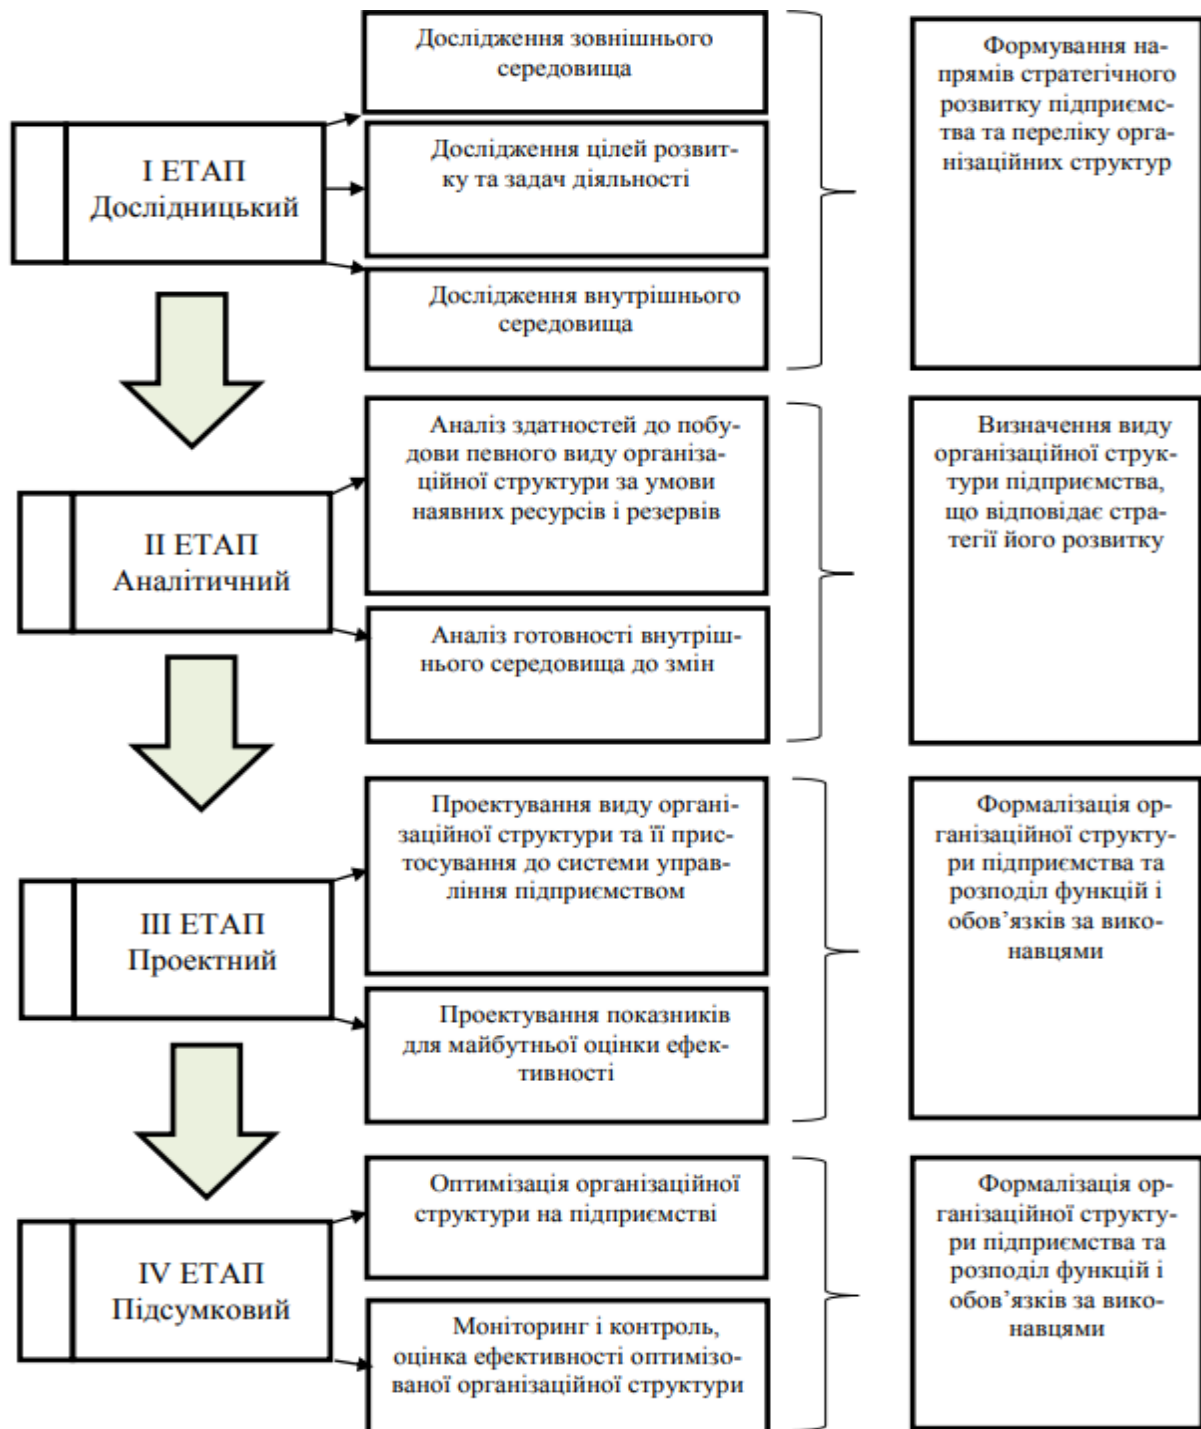 І ЕТАП
Дослідницький
Дослідження зовнішнього
середовища
Дослідження цілей розвит-
ку та задач діяльності
Дослідження внутрішнього
середовища
Формування на-
прямів стратегічного
розвитку підприємс-
тва та переліку орга-
нізаційних структур
ІІ ЕТАП
Аналітичний
Аналіз здатностей до побу-
дови певного виду організа-
ційної структури за умови
наявних ресурсів і резервів
Аналіз готовності внутріш-
нього середовища до змін
Визначення виду
організаційної струк-
тури підприємства,
що відповідає стра-
тегії його розвитку
ІІІ ЕТАП
Проектний
Проектування виду органі-
заційної структури та її прис-
тосування до системи управ-
ління підприємством
Проектування показників
для майбутньої оцінки ефек-
тивності
Формалізація ор-
ганізаційної структу-
ри підприємства та
розподіл функцій і
обов’язків за вико-
навцями
IV ЕТАП
Підсумковий
Оптимізація організаційної
структури на підприємстві
Моніторинг і контроль,
оцінка ефективності оптимізо-
ваної організаційної структури
Формалізація ор-
ганізаційної структу-
ри підприємства та
розподіл функцій і
обов’язків за вико-
навцями